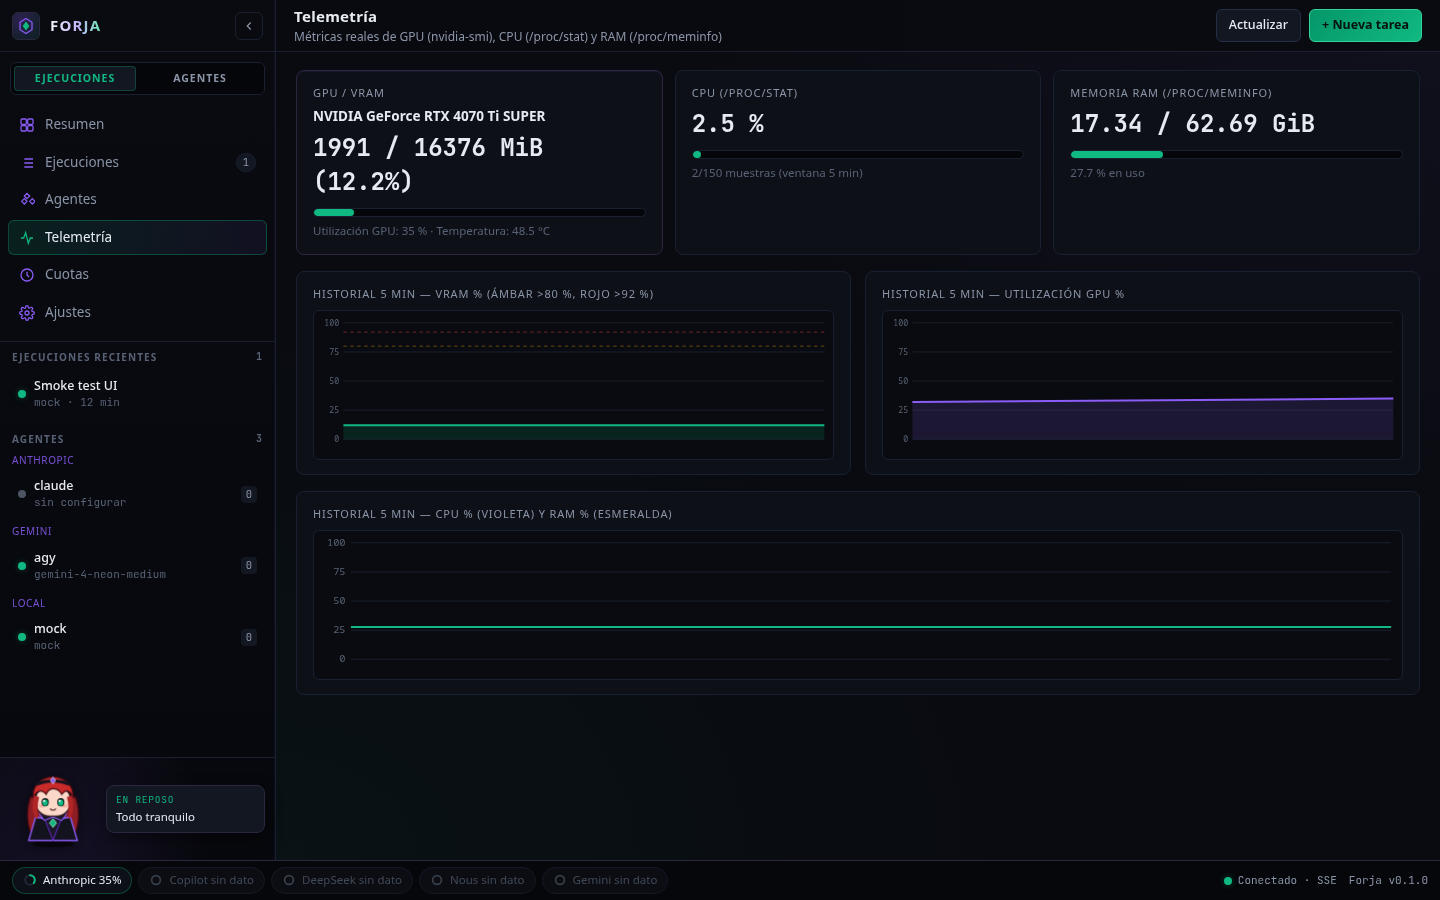 FORJA
EJECUCIONES
AGENTES
Resumen
Ejecuciones
1
Agentes
Telemetría
Cuotas
Ajustes
EJECUCIONES RECIENTES
1
Smoke test UI
mock · 12 min
AGENTES
3
ANTHROPIC
claude
sin configurar
0
GEMINI
agy
gemini-4-neon-medium
0
LOCAL
mock
mock
0
EN REPOSO
Todo tranquilo
Telemetría
Métricas reales de GPU (nvidia-smi), CPU (/proc/stat) y RAM (/proc/meminfo)
Actualizar
+ Nueva tarea
GPU / VRAM
NVIDIA GeForce RTX 4070 Ti SUPER
1991 / 16376 MiB
(12.2%)
Utilización GPU: 35 % · Temperatura: 48.5 °C
CPU (/PROC/STAT)
2.5 %
2/150 muestras (ventana 5 min)
MEMORIA RAM (/PROC/MEMINFO)
17.34 / 62.69 GiB
27.7 % en uso
HISTORIAL 5 MIN — VRAM % (ÁMBAR >80 %, ROJO >92 %)
100
75
50
25
0
HISTORIAL 5 MIN — UTILIZACIÓN GPU %
100
75
50
25
0
HISTORIAL 5 MIN — CPU % (VIOLETA) Y RAM % (ESMERALDA)
100
75
50
25
0
Anthropic 35%
Copilot sin dato
DeepSeek sin dato
Nous sin dato
Gemini sin dato
Conectado · SSE
Forja v0.1.0